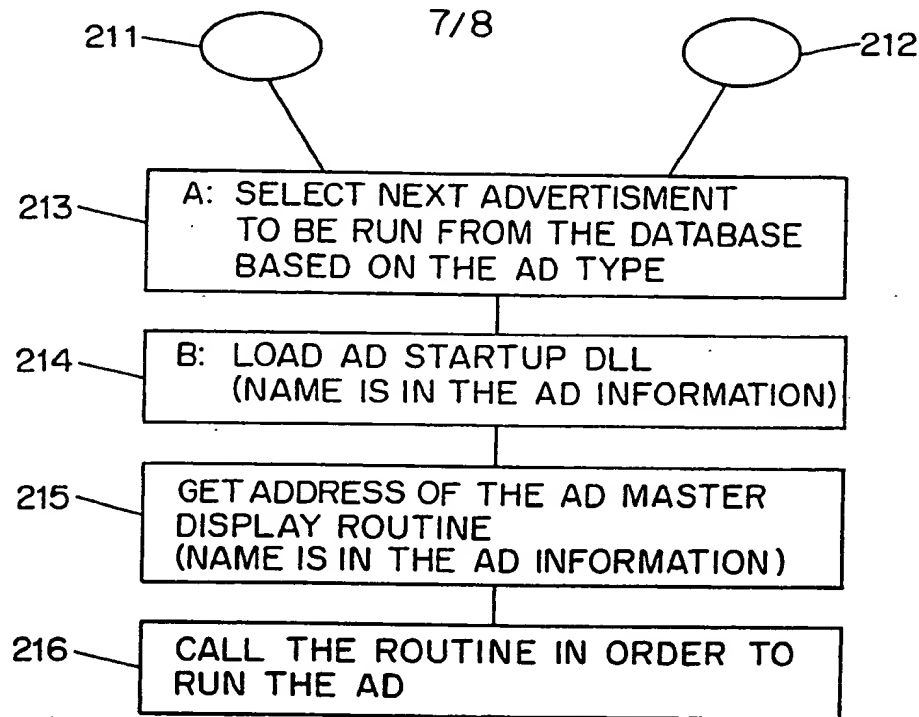 7/8
211
212
213
A: SELECT NEXT ADVERTISMENT
TO BE RUN FROM THE DATABASE
BASED ON THE AD TYPE
214
B: LOAD AD STARTUP DLL
(NAME IS IN THE AD INFORMATION)
215
GET ADDRESS OF THE AD MASTER
DISPLAY ROUTINE
(NAME IS IN THE AD INFORMATION)
216
CALL THE ROUTINE IN ORDER TO
RUN THE AD